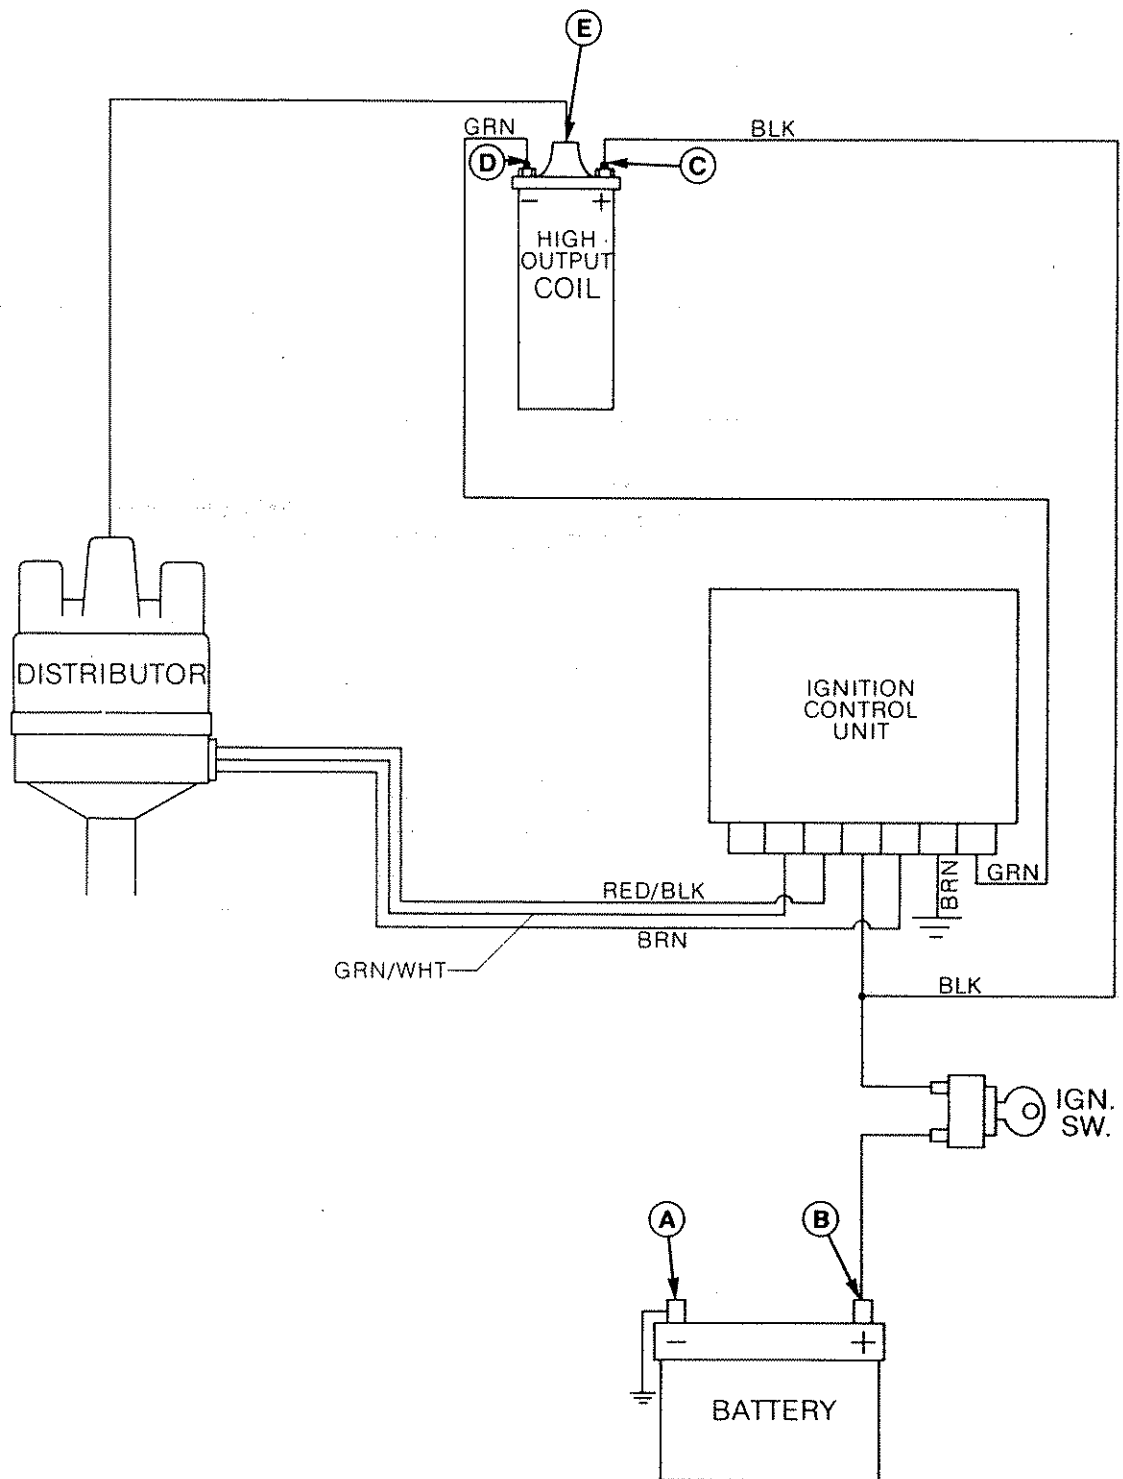 E
GRN
BLK
D
C
− +
HIGH
OUTPUT
COIL
DISTRIBUTOR
IGNITION
CONTROL
UNIT
RED/BLK
BRN
GRN
BRN
GRN/WHT
BLK
IGN.
SW.
A
B
− +
BATTERY